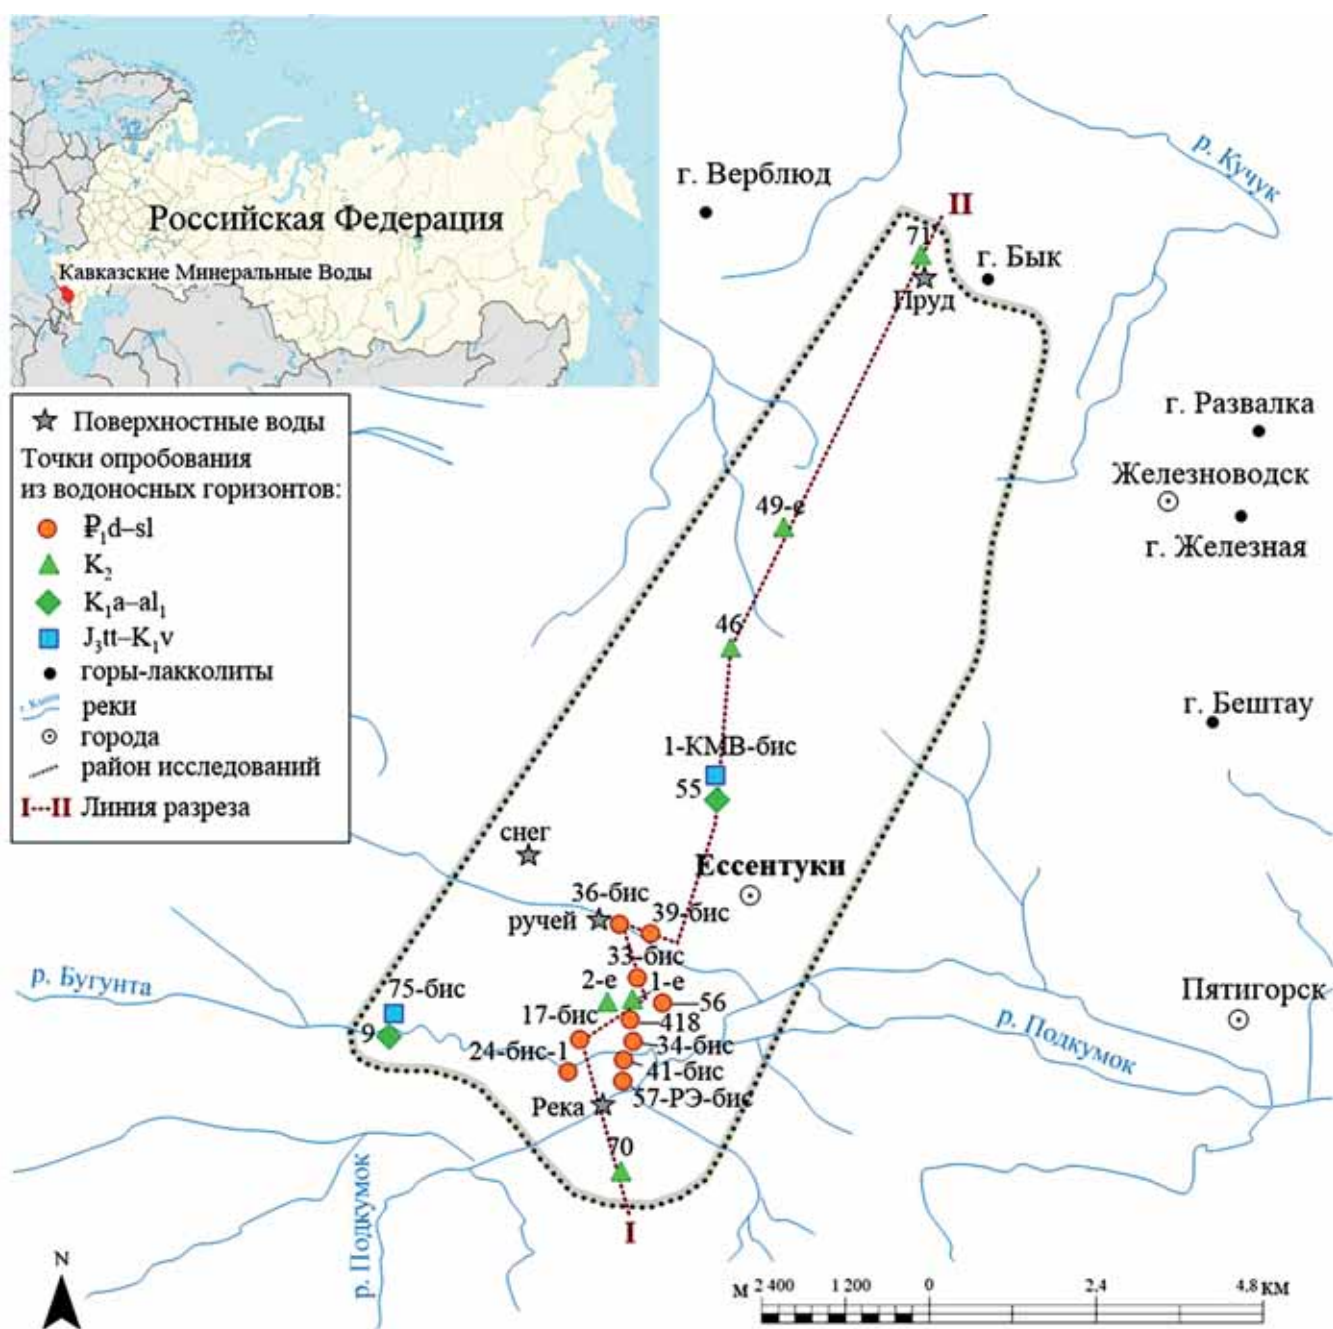 Российская Федерация
Кавказские Минеральные Воды
Поверхностные воды
Точки опробования
из водоносных горизонтов:
₽₁d–sl
K₂
K₁a–al₁
J₃tt–K₁v
горы-лакколиты
реки
города
район исследований
I---II Линия разреза
р. Кучук
г. Верблюд
II
71
г. Бык
Пруд
г. Развалка
Железноводск
49-е
г. Железная
46
г. Бештау
1-КМВ-бис
55
снег
Ессентуки
36-бис
39-бис
ручей
33-бис
р. Бугунта
75-бис
2-е
1-е
56
Пятигорск
9
17-бис
418
р. Подкумок
24-бис-1
34-бис
41-бис
57-РЭ-бис
Река
70
р. Подкумок
I
N
м 2 400 1 200 0 2.4 4.8 км